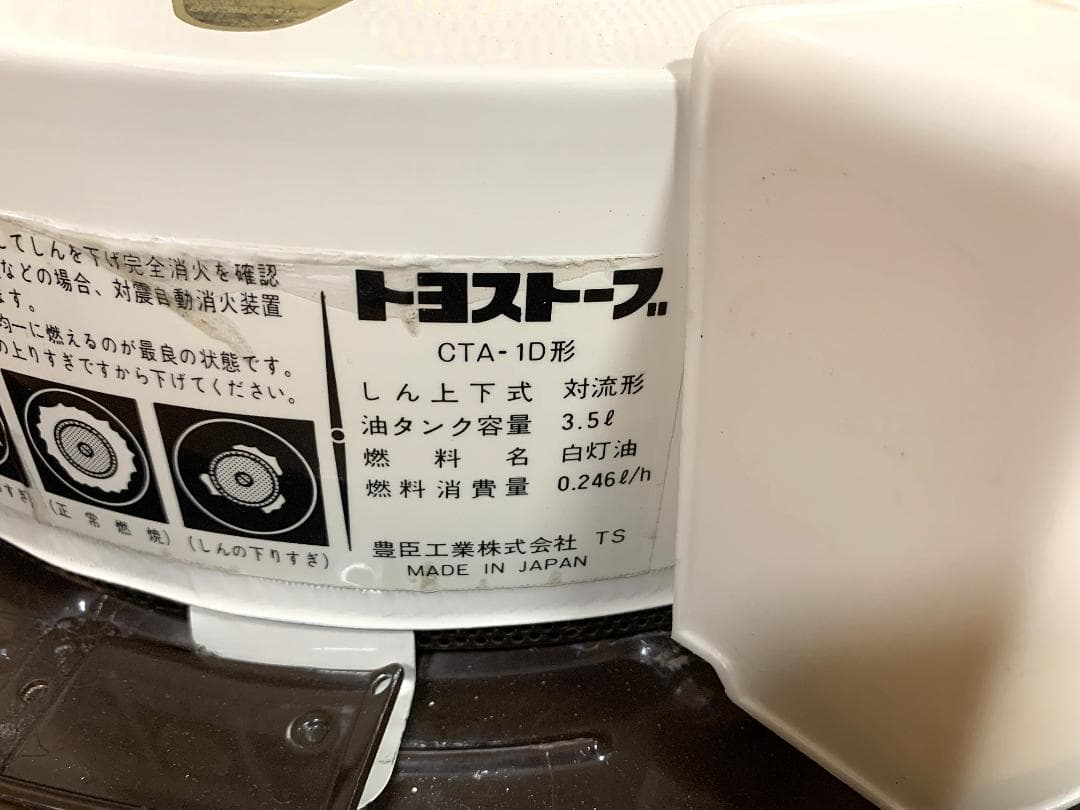 てしんを下げ完全消火を確認
などの場合、対震自動消火装置
ます。
均一に燃えるのが最良の状態です。
の上りすぎですから下げてください。
(正常燃焼)
(しんの下りすぎ)
トヨストーブ
CTA-1D形
しん上下式 対流形
油タンク容量 3.5ℓ
燃料名 白灯油
燃料消費量 0.246ℓ/h
豊臣工業株式会社 TS
MADE IN JAPAN